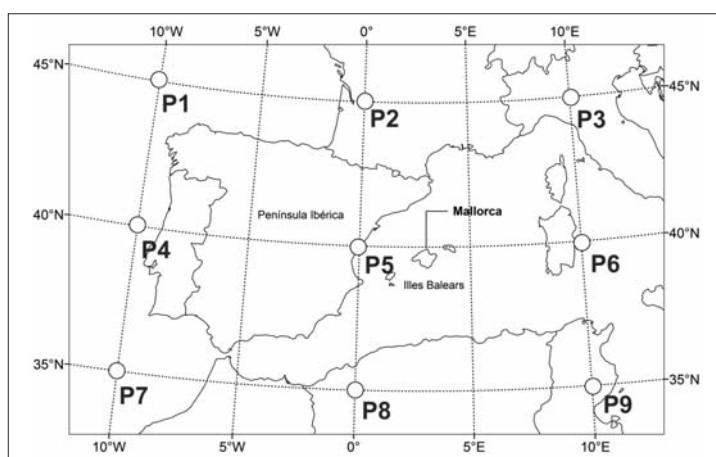 10°W 5°W 0° 5°E 10°E
45°N 45°N
P1 P2 P3
40°N 40°N
Península Ibérica Mallorca
P4 P5 P6
Illes Balears
35°N 35°N
P7 P8 P9
10°W 5°W 0° 5°E 10°E